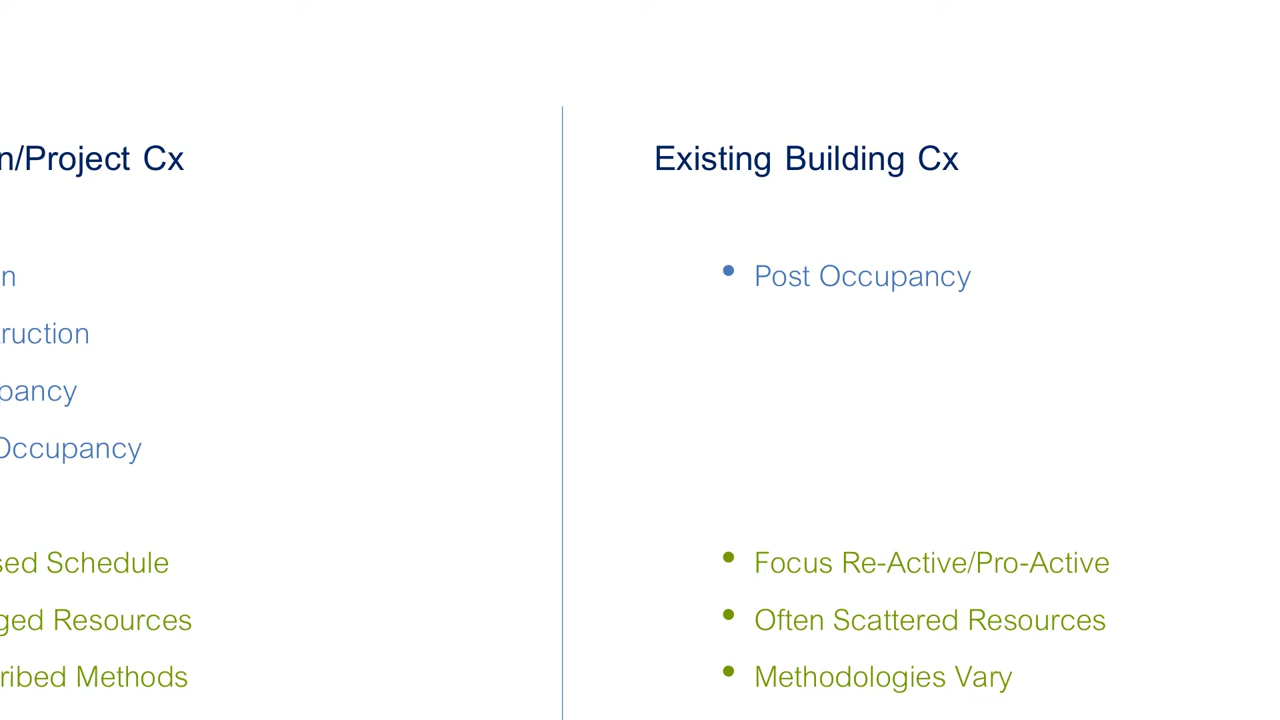 n/Project Cx
n
ruction
pancy
Occupancy
sed Schedule
ged Resources
ribed Methods
Existing Building Cx
• Post Occupancy
• Focus Re-Active/Pro-Active
• Often Scattered Resources
• Methodologies Vary